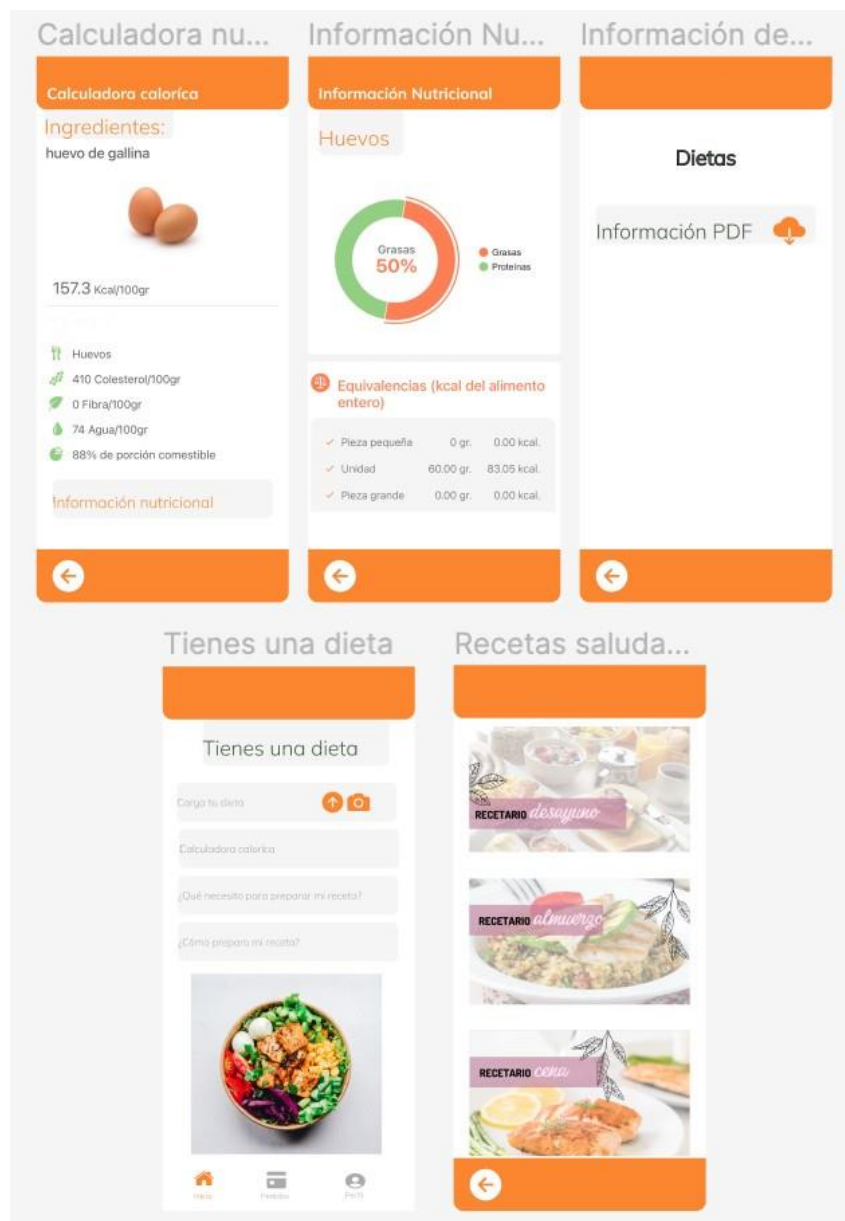 Calculadora nu...
Calculadora caloríca
Ingredientes:
huevo de gallina
157.3 Kcal/100gr
Huevos
410 Colesterol/100gr
0 Fibra/100gr
74 Agua/100gr
88% de porción comestible
Información nutricional
Información Nu...
Información Nutricional
Huevos
Grasas
50%
Grasas
Proteínas
Equivalencias (kcal del alimento
entero)
Pieza pequeña 0 gr. 0.00 kcal.
Unidad 60.00 gr. 83.05 kcal.
Pieza grande 0.00 gr. 0.00 kcal.
Información de...
Dietas
Información PDF
Tienes una dieta
Tienes una dieta
Carga tu dieta
Calculadora calorica
¿Qué necesito para preparar mi receta?
¿Cómo preparo mi receta?
Inicio
Pedidos
Perfil
Recetas saluda...
RECETARIO desayuno
RECETARIO almuerzo
RECETARIO cena